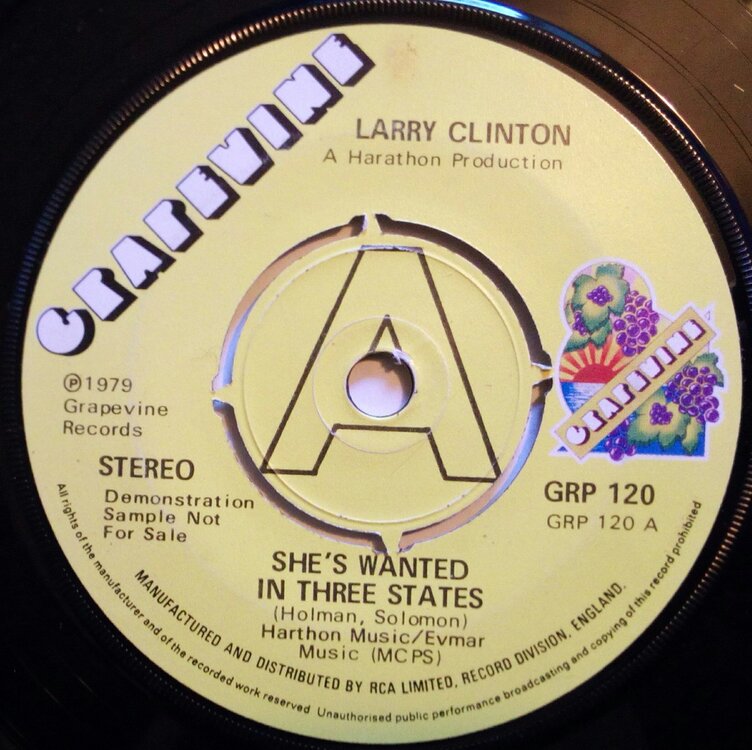 GRAPEVINE
LARRY CLINTON
A Harathon Production
A
GRAPEVINE
℗1979
Grapevine
Records
STEREO
Demonstration
Sample Not
For Sale
GRP 120
GRP 120 A
SHE'S WANTED
IN THREE STATES
(Holman, Solomon)
Harthon Music/Evmar
Music (MCPS)
MANUFACTURED AND DISTRIBUTED BY RCA LIMITED, RECORD DIVISION, ENGLAND.
All rights of the manufacturer and of the recorded work reserved Unauthorised public performance broadcasting and copying of this record prohibited